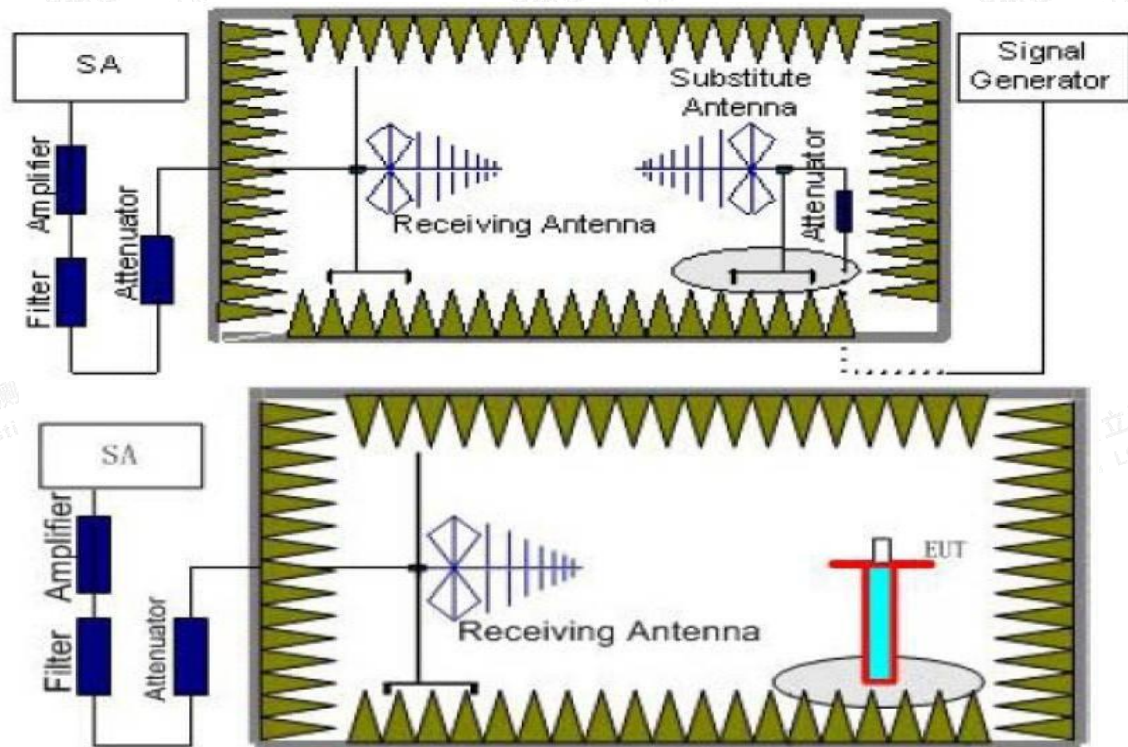 SA
Signal
Generator
Substitute
Antenna
Amplifier
Attenuator
Attenuator
Receiving Antenna
Filter
SA
Amplifier
EUT
Receiving Antenna
Filter
Attenuator